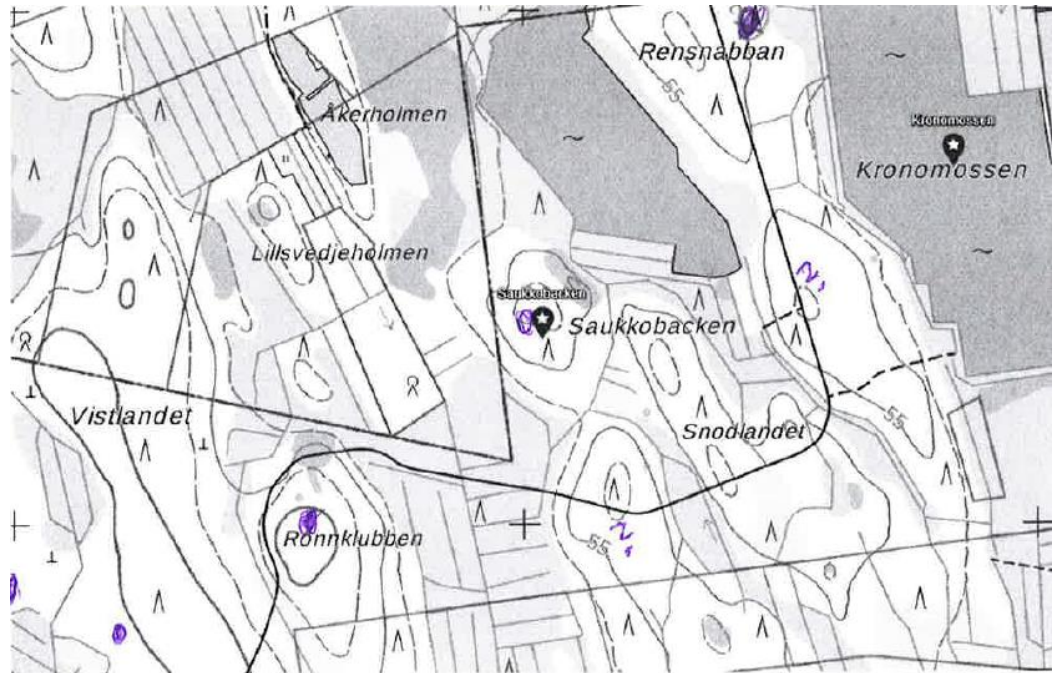 Rensnabban
55
Åkerholmen
Kronomossen
Kronomossen
Lillsvedjeholmen
Saukkobacken
Saukkobacken
Vistlandet
Snodlandet
55
Rönnklubben
55